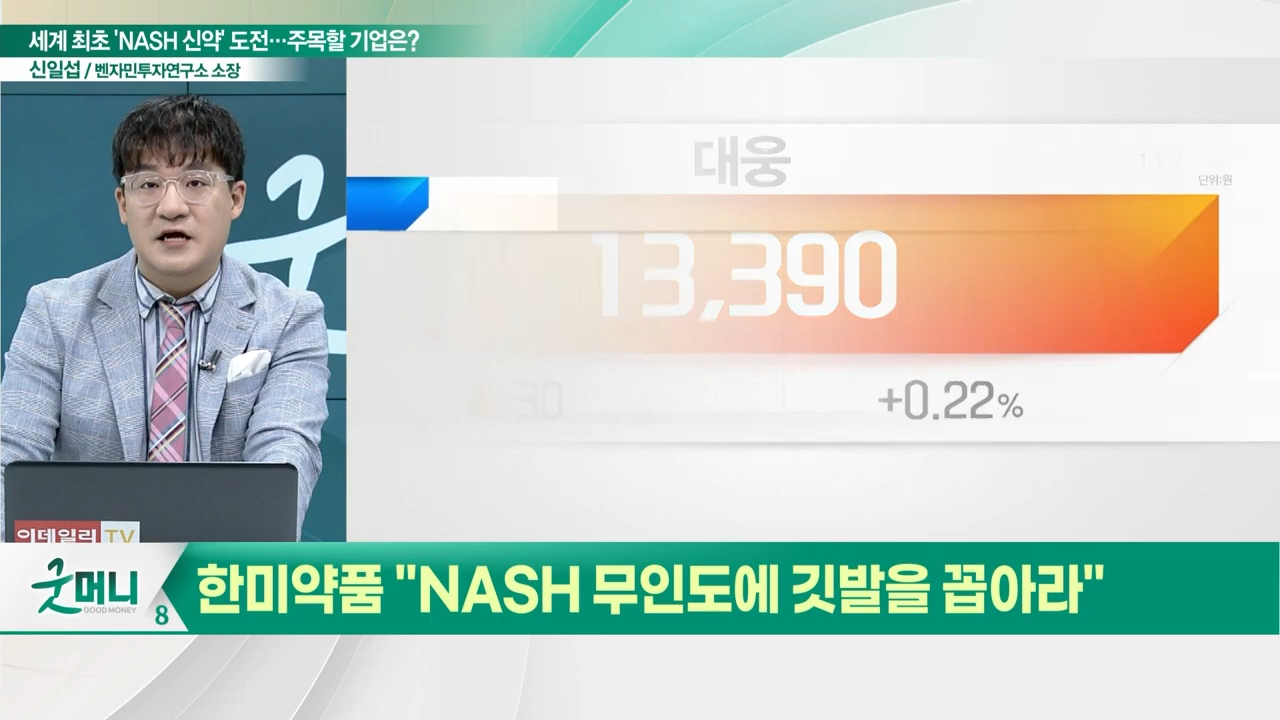 세계 최초 'NASH 신약' 도전…주목할 기업은?
신일섭 / 벤자민투자연구소 소장
대웅
단위:원
13,390
30
+0.22%
이데일리 TV
굿머니
GOOD MONEY
8
한미약품 "NASH 무인도에 깃발을 꼽아라"